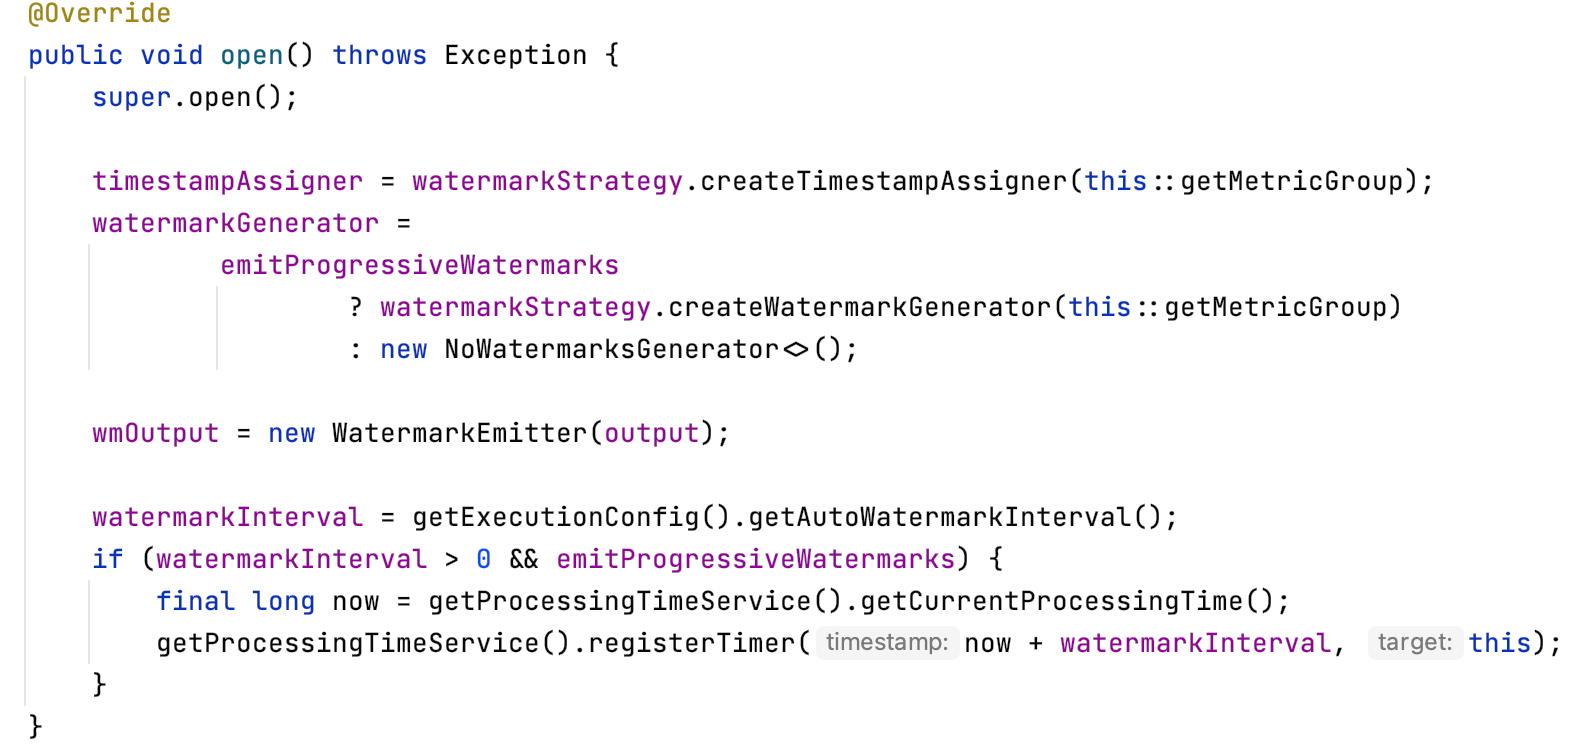 @Override
public void open() throws Exception {
    super.open();

    timestampAssigner = watermarkStrategy.createTimestampAssigner(this::getMetricGroup);
    watermarkGenerator =
            emitProgressiveWatermarks
                    ? watermarkStrategy.createWatermarkGenerator(this::getMetricGroup)
                    : new NoWatermarksGenerator<>();

    wmOutput = new WatermarkEmitter(output);

    watermarkInterval = getExecutionConfig().getAutoWatermarkInterval();
    if (watermarkInterval > 0 && emitProgressiveWatermarks) {
        final long now = getProcessingTimeService().getCurrentProcessingTime();
        getProcessingTimeService().registerTimer( timestamp: now + watermarkInterval, target: this);
    }
}